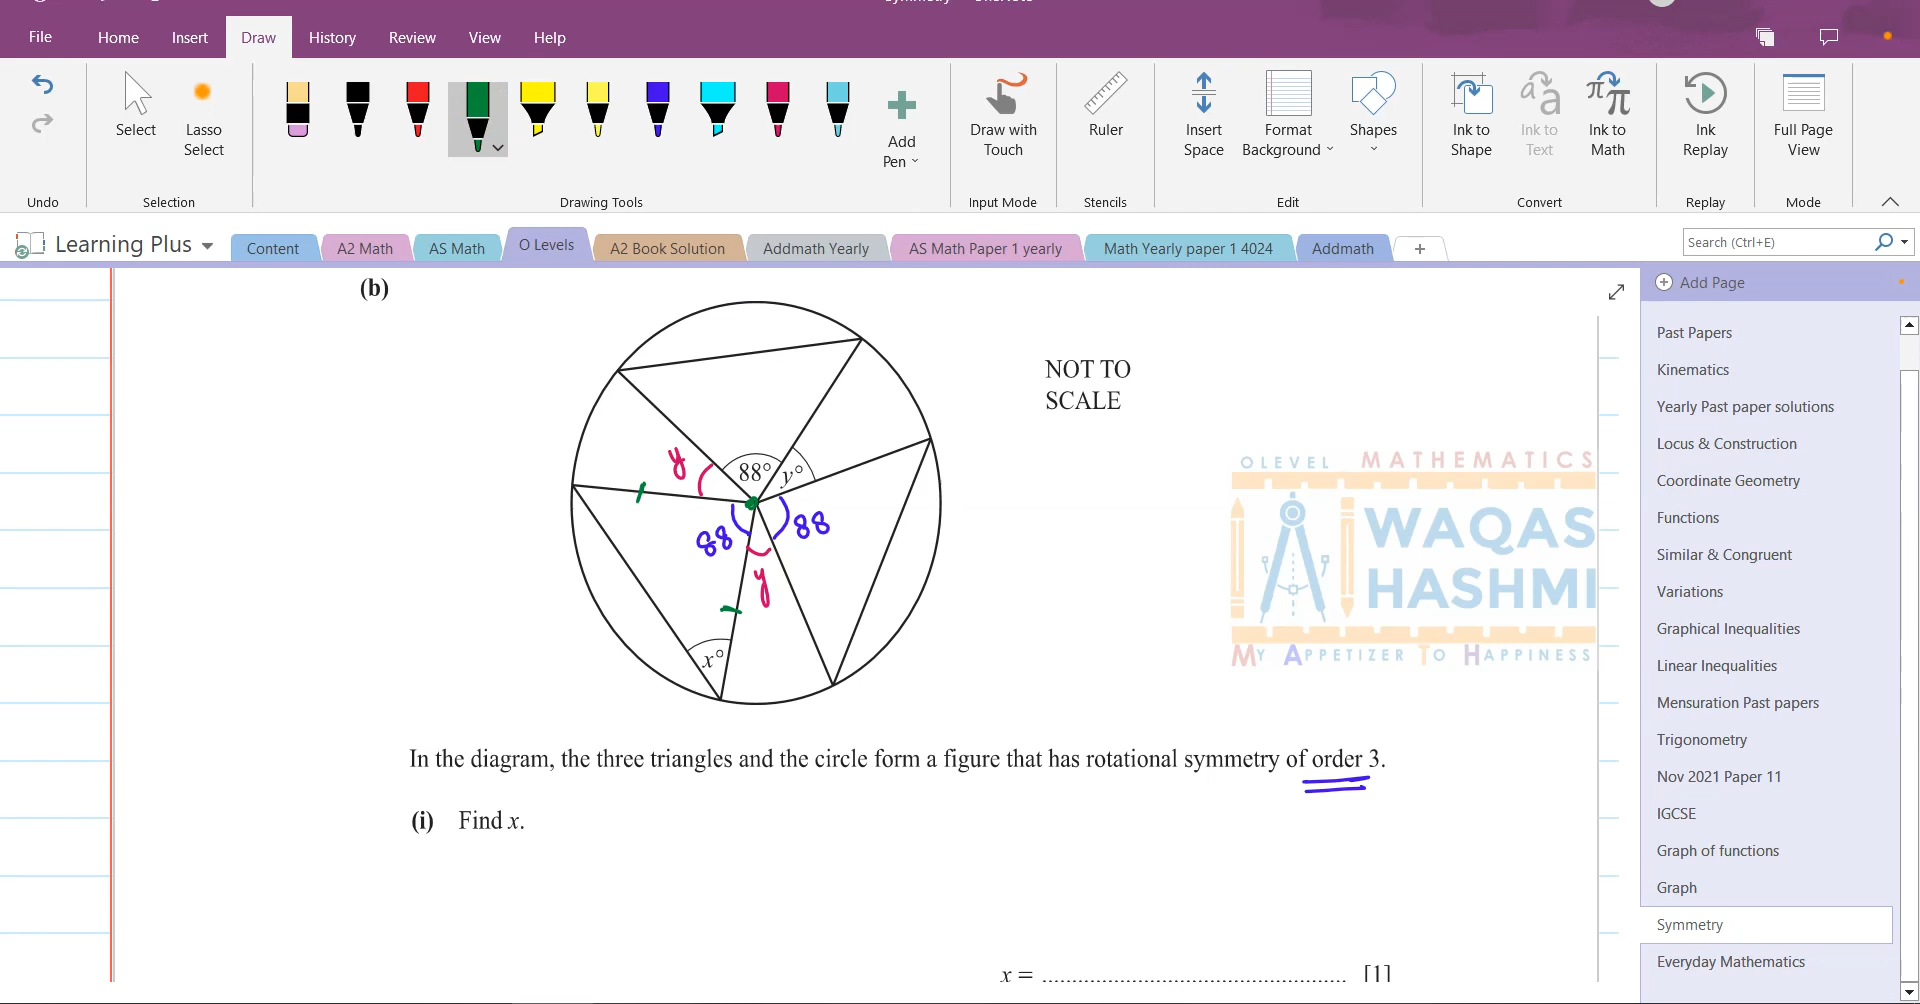 File Home Insert Draw History Review View Help
Select
Lasso
Select
Add
Pen
Draw with
Touch
Ruler
Insert
Space
Format
Background
Shapes
Ink to
Shape
Ink to
Text
Ink to
Math
Ink
Replay
Full Page
View
Undo Selection Drawing Tools Input Mode Stencils Edit Convert Replay Mode
Learning Plus Content A2 Math AS Math O Levels A2 Book Solution Addmath Yearly AS Math Paper 1 yearly Math Yearly paper 1 4024 Addmath + Search (Ctrl+E)
(b)
NOT TO
SCALE
y
88° y°
88 88
y
x°
OLEVEL MATHEMATICS
WAQAS
HASHMI
MY APPETIZER TO HAPPINESS
In the diagram, the three triangles and the circle form a figure that has rotational symmetry of order 3.
(i) Find x.
x = .................................................. [1]
Add Page
Past Papers
Kinematics
Yearly Past paper solutions
Locus & Construction
Coordinate Geometry
Functions
Similar & Congruent
Variations
Graphical Inequalities
Linear Inequalities
Mensuration Past papers
Trigonometry
Nov 2021 Paper 11
IGCSE
Graph of functions
Graph
Symmetry
Everyday Mathematics